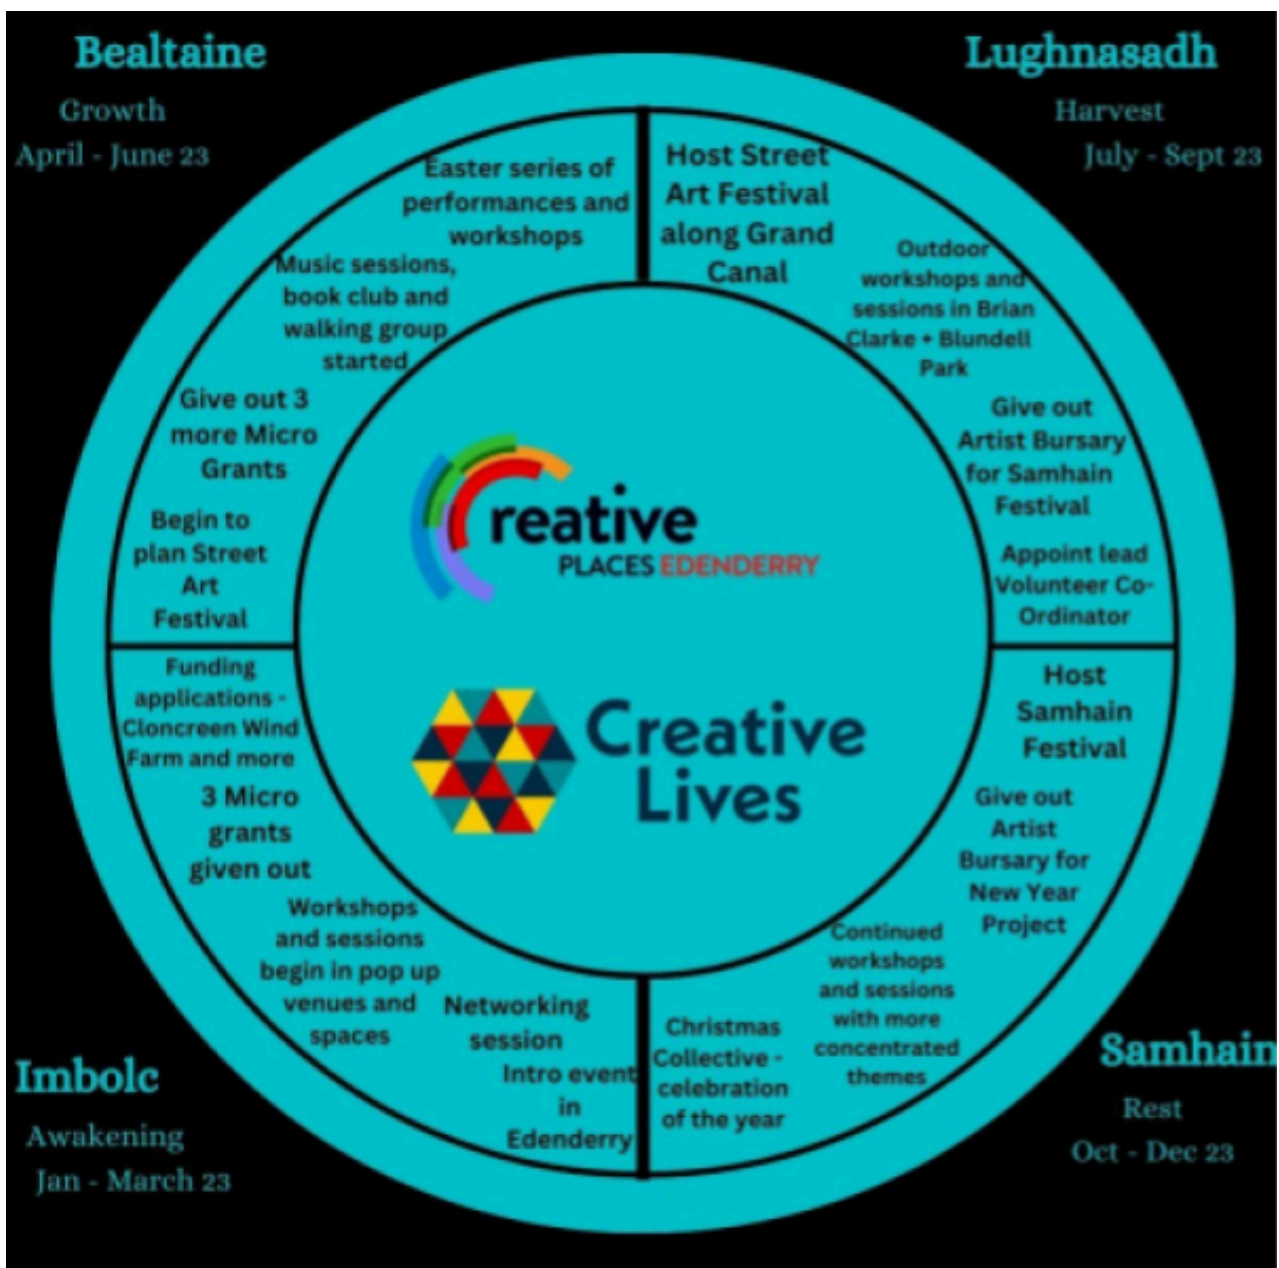 Bealtaine
Growth
April - June 23
Lughnasadh
Harvest
July - Sept 23
Easter series of
performances and
workshops
Music sessions,
book club and
walking group
started
Give out 3
more Micro
Grants
Begin to
plan Street
Art
Festival
Host Street
Art Festival
along Grand
Canal
Outdoor
workshops and
sessions in Brian
Clarke + Blundell
Park
Give out
Artist Bursary
for Samhain
Festival
Appoint lead
Volunteer Co-
Ordinator
Creative
PLACES EDENDERRY
Creative
Lives
Funding
applications -
Cloncreen Wind
Farm and more
3 Micro
grants
given out
Workshops
and sessions
begin in pop up
venues and
spaces
Networking
session
Intro event
in
Edenderry
Host
Samhain
Festival
Give out
Artist
Bursary for
New Year
Project
Continued
workshops
and sessions
with more
concentrated
themes
Christmas
Collective -
celebration
of the year
Imbolc
Awakening
Jan - March 23
Samhain
Rest
Oct - Dec 23